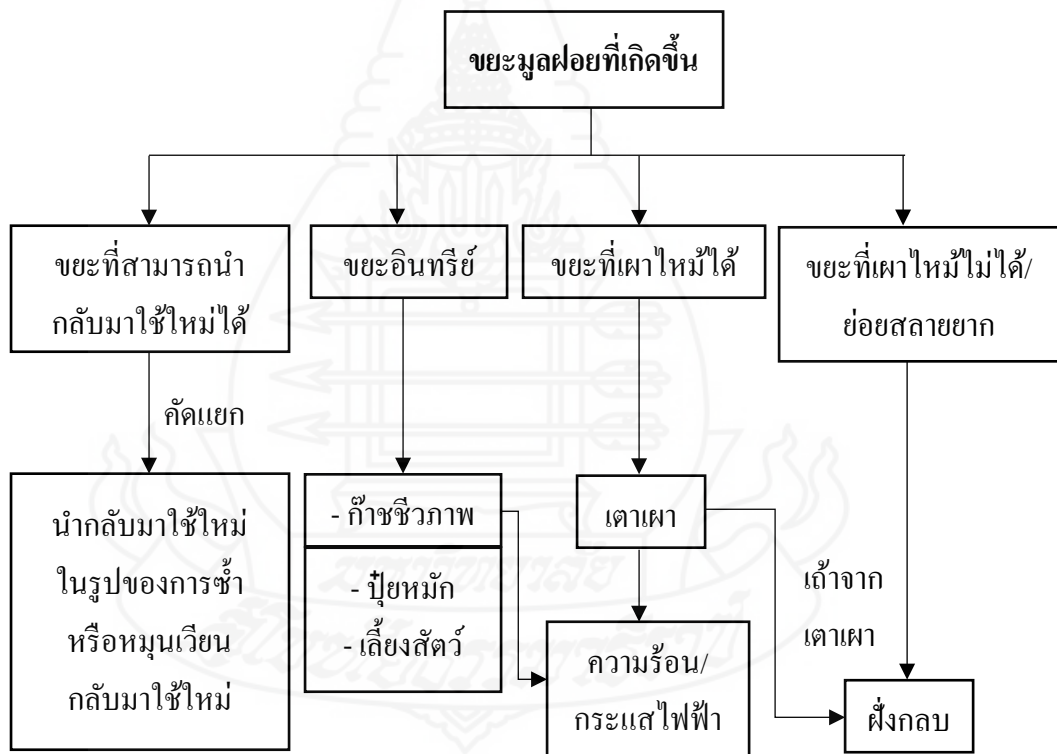 ขยะมูลฝอยที่เกิดขึ้น
ขยะที่สามารถนำ
กลับมาใช้ใหม่ได้
ขยะอินทรีย์
ขยะที่เผาไหม้ได้
ขยะที่เผาไหม้ไม่ได้/
ย่อยสลายยาก
คัดแยก
นำกลับมาใช้ใหม่
ในรูปของการซ้ำ
หรือหมุนเวียน
กลับมาใช้ใหม่
- ก๊าซชีวภาพ
- ปุ๋ยหมัก
- เลี้ยงสัตว์
เตาเผา
เถ้าจาก
เตาเผา
ความร้อน/
กระแสไฟฟ้า
ฝังกลบ